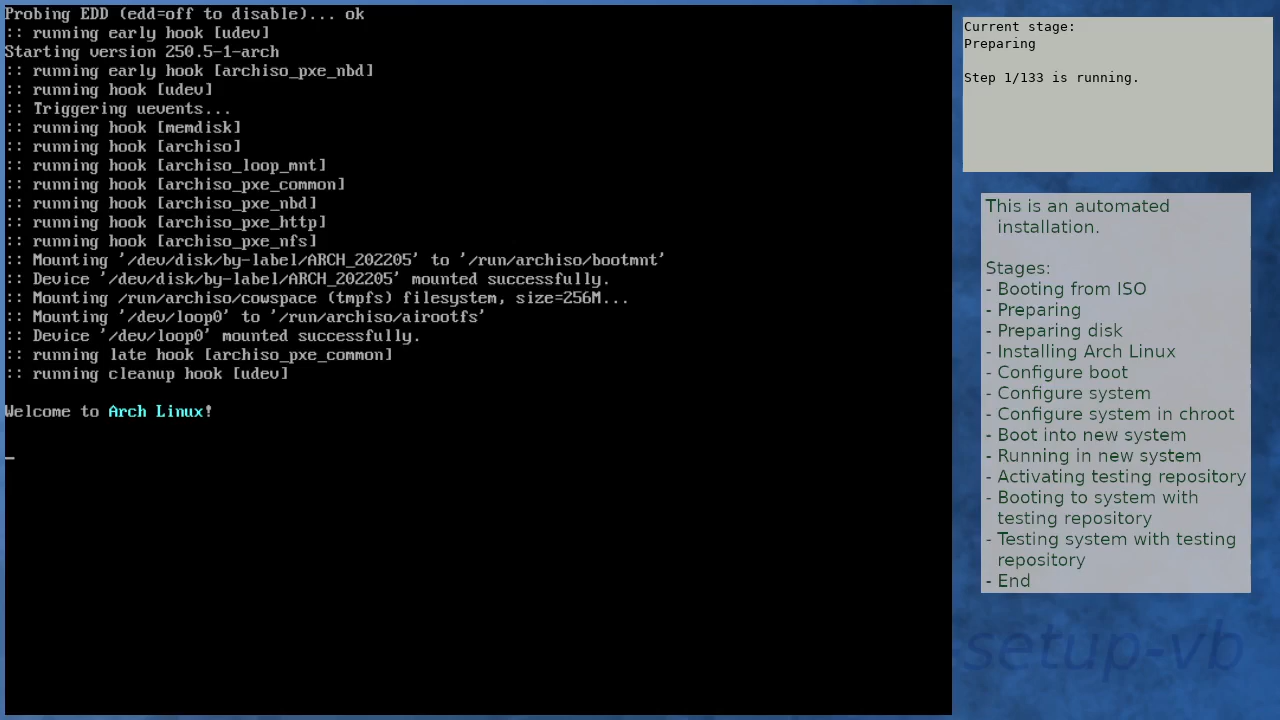 Probing EDD (edd=off to disable)... ok
:: running early hook [udev]
Starting version 250.5-1-arch
:: running early hook [archiso_pxe_nbd]
:: running hook [udev]
:: Triggering uevents...
:: running hook [memdisk]
:: running hook [archiso]
:: running hook [archiso_loop_mnt]
:: running hook [archiso_pxe_common]
:: running hook [archiso_pxe_nbd]
:: running hook [archiso_pxe_http]
:: running hook [archiso_pxe_nfs]
:: Mounting '/dev/disk/by-label/ARCH_202205' to '/run/archiso/bootmnt'
:: Device '/dev/disk/by-label/ARCH_202205' mounted successfully.
:: Mounting /run/archiso/cowspace (tmpfs) filesystem, size=256M...
:: Mounting '/dev/loop0' to '/run/archiso/airootfs'
:: Device '/dev/loop0' mounted successfully.
:: running late hook [archiso_pxe_common]
:: running cleanup hook [udev]
Welcome to Arch Linux!
Current stage:
Preparing
Step 1/133 is running.
This is an automated
installation.
Stages:
- Booting from ISO
- Preparing
- Preparing disk
- Installing Arch Linux
- Configure boot
- Configure system
- Configure system in chroot
- Boot into new system
- Running in new system
- Activating testing repository
- Booting to system with
testing repository
- Testing system with testing
repository
- End
setup-vb